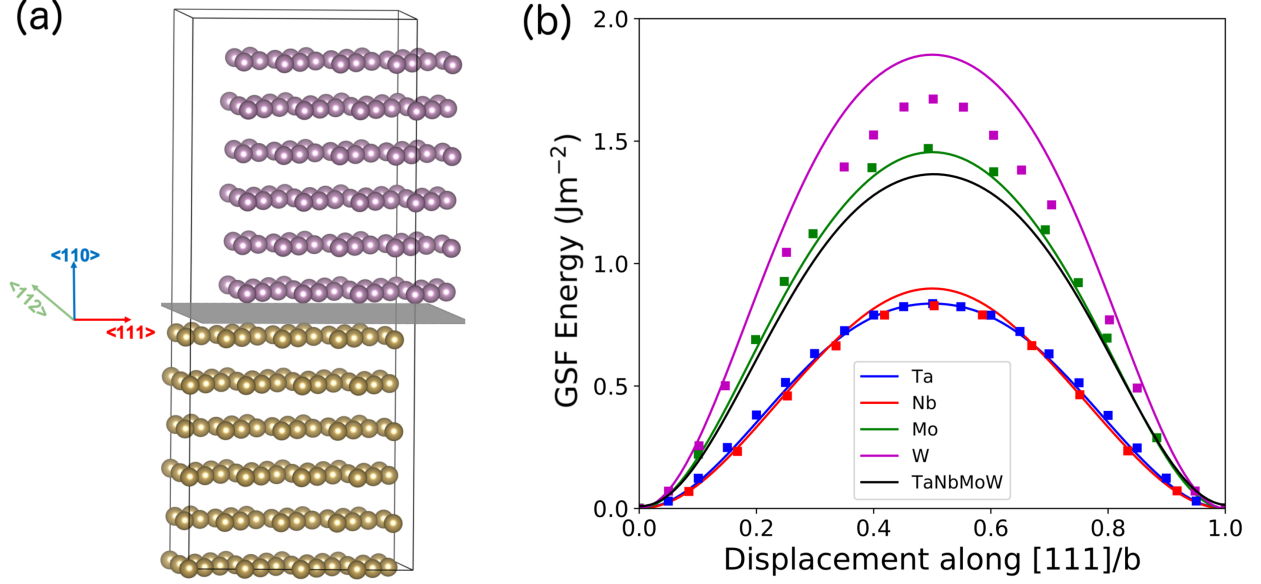 (a)
<110>
<112>
<111>
(b)
GSF Energy (Jm⁻²)
2.0
1.5
1.0
0.5
0.0
Ta
Nb
Mo
W
TaNbMoW
0.0 0.2 0.4 0.6 0.8 1.0
Displacement along [111]/b